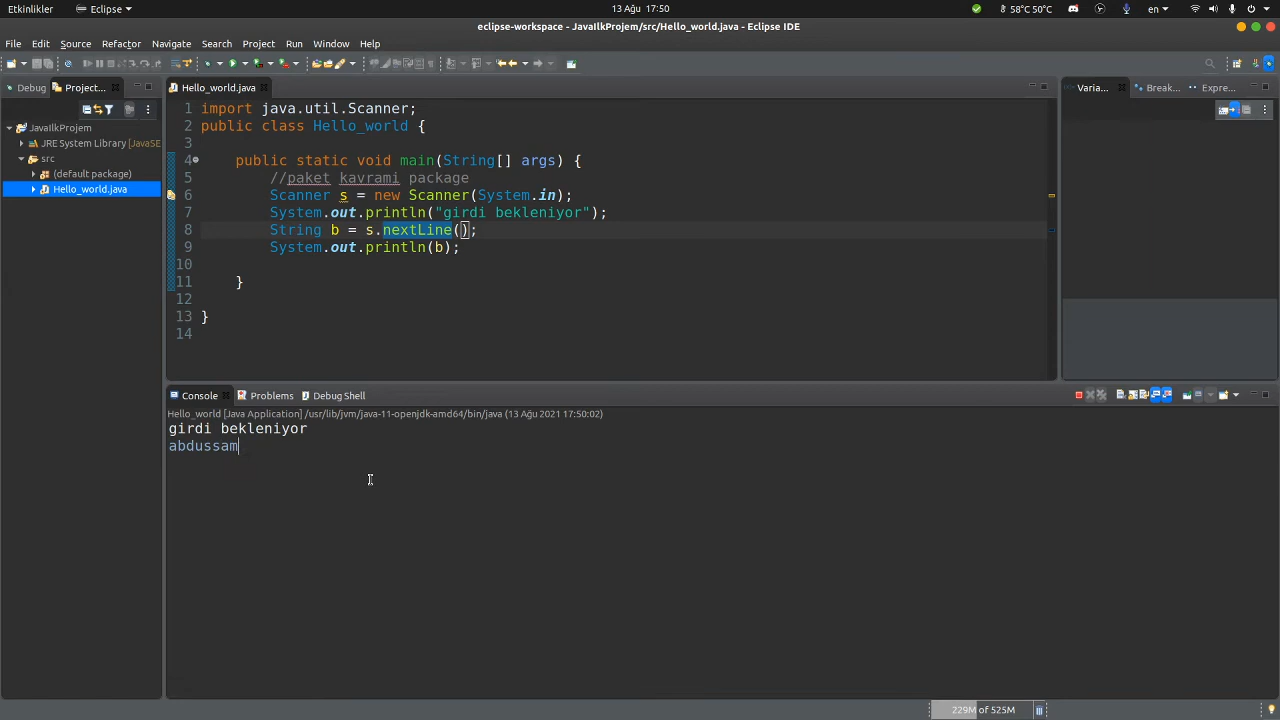 Etkinlikler
Eclipse
13 Ağu 17:50
58°C 50°C
en
eclipse-workspace - JavaIlkProjem/src/Hello_world.java - Eclipse IDE
File Edit Source Refactor Navigate Search Project Run Window Help
Debug
Project...
Hello_world.java
Varia...
Break...
Expre...
JavaIlkProjem
JRE System Library [JavaSE
src
(default package)
Hello_world.java
1 import java.util.Scanner;
2 public class Hello_world {
3
4 public static void main(String[] args) {
5 //paket kavrami package
6 Scanner s = new Scanner(System.in);
7 System.out.println("girdi bekleniyor");
8 String b = s.nextLine();
9 System.out.println(b);
10
11 }
12
13 }
14
Console
Problems
Debug Shell
Hello_world [Java Application] /usr/lib/jvm/java-11-openjdk-amd64/bin/java (13 Ağu 2021 17:50:02)
girdi bekleniyor
abdussam
229M of 525M